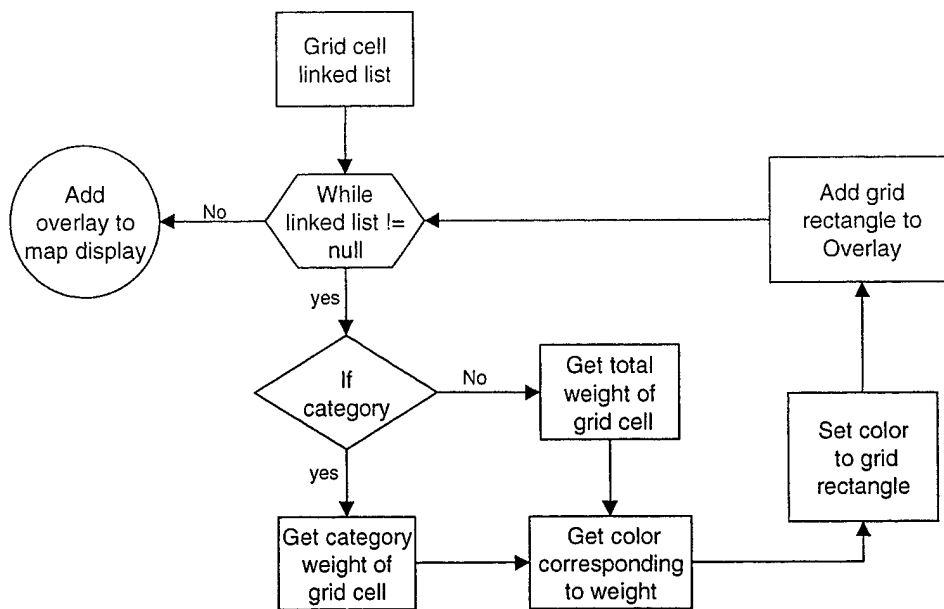 Grid cell
linked list
While
linked list !=
null
No
Add
overlay to
map display
yes
If
category
No
Get total
weight of
grid cell
yes
Get category
weight of
grid cell
Get color
corresponding
to weight
Set color
to grid
rectangle
Add grid
rectangle to
Overlay